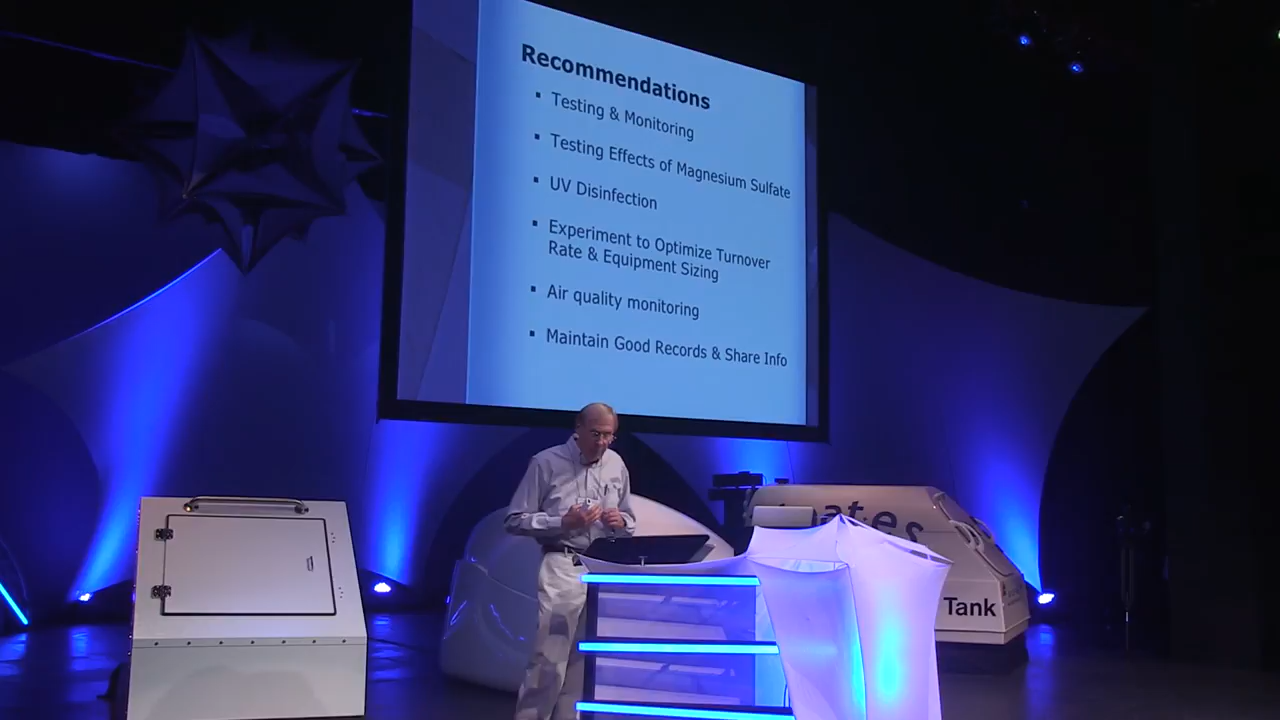 Recommendations
▪ Testing & Monitoring
▪ Testing Effects of Magnesium Sulfate
▪ UV Disinfection
▪ Experiment to Optimize Turnover
Rate & Equipment Sizing
▪ Air quality monitoring
▪ Maintain Good Records & Share Info
Tank